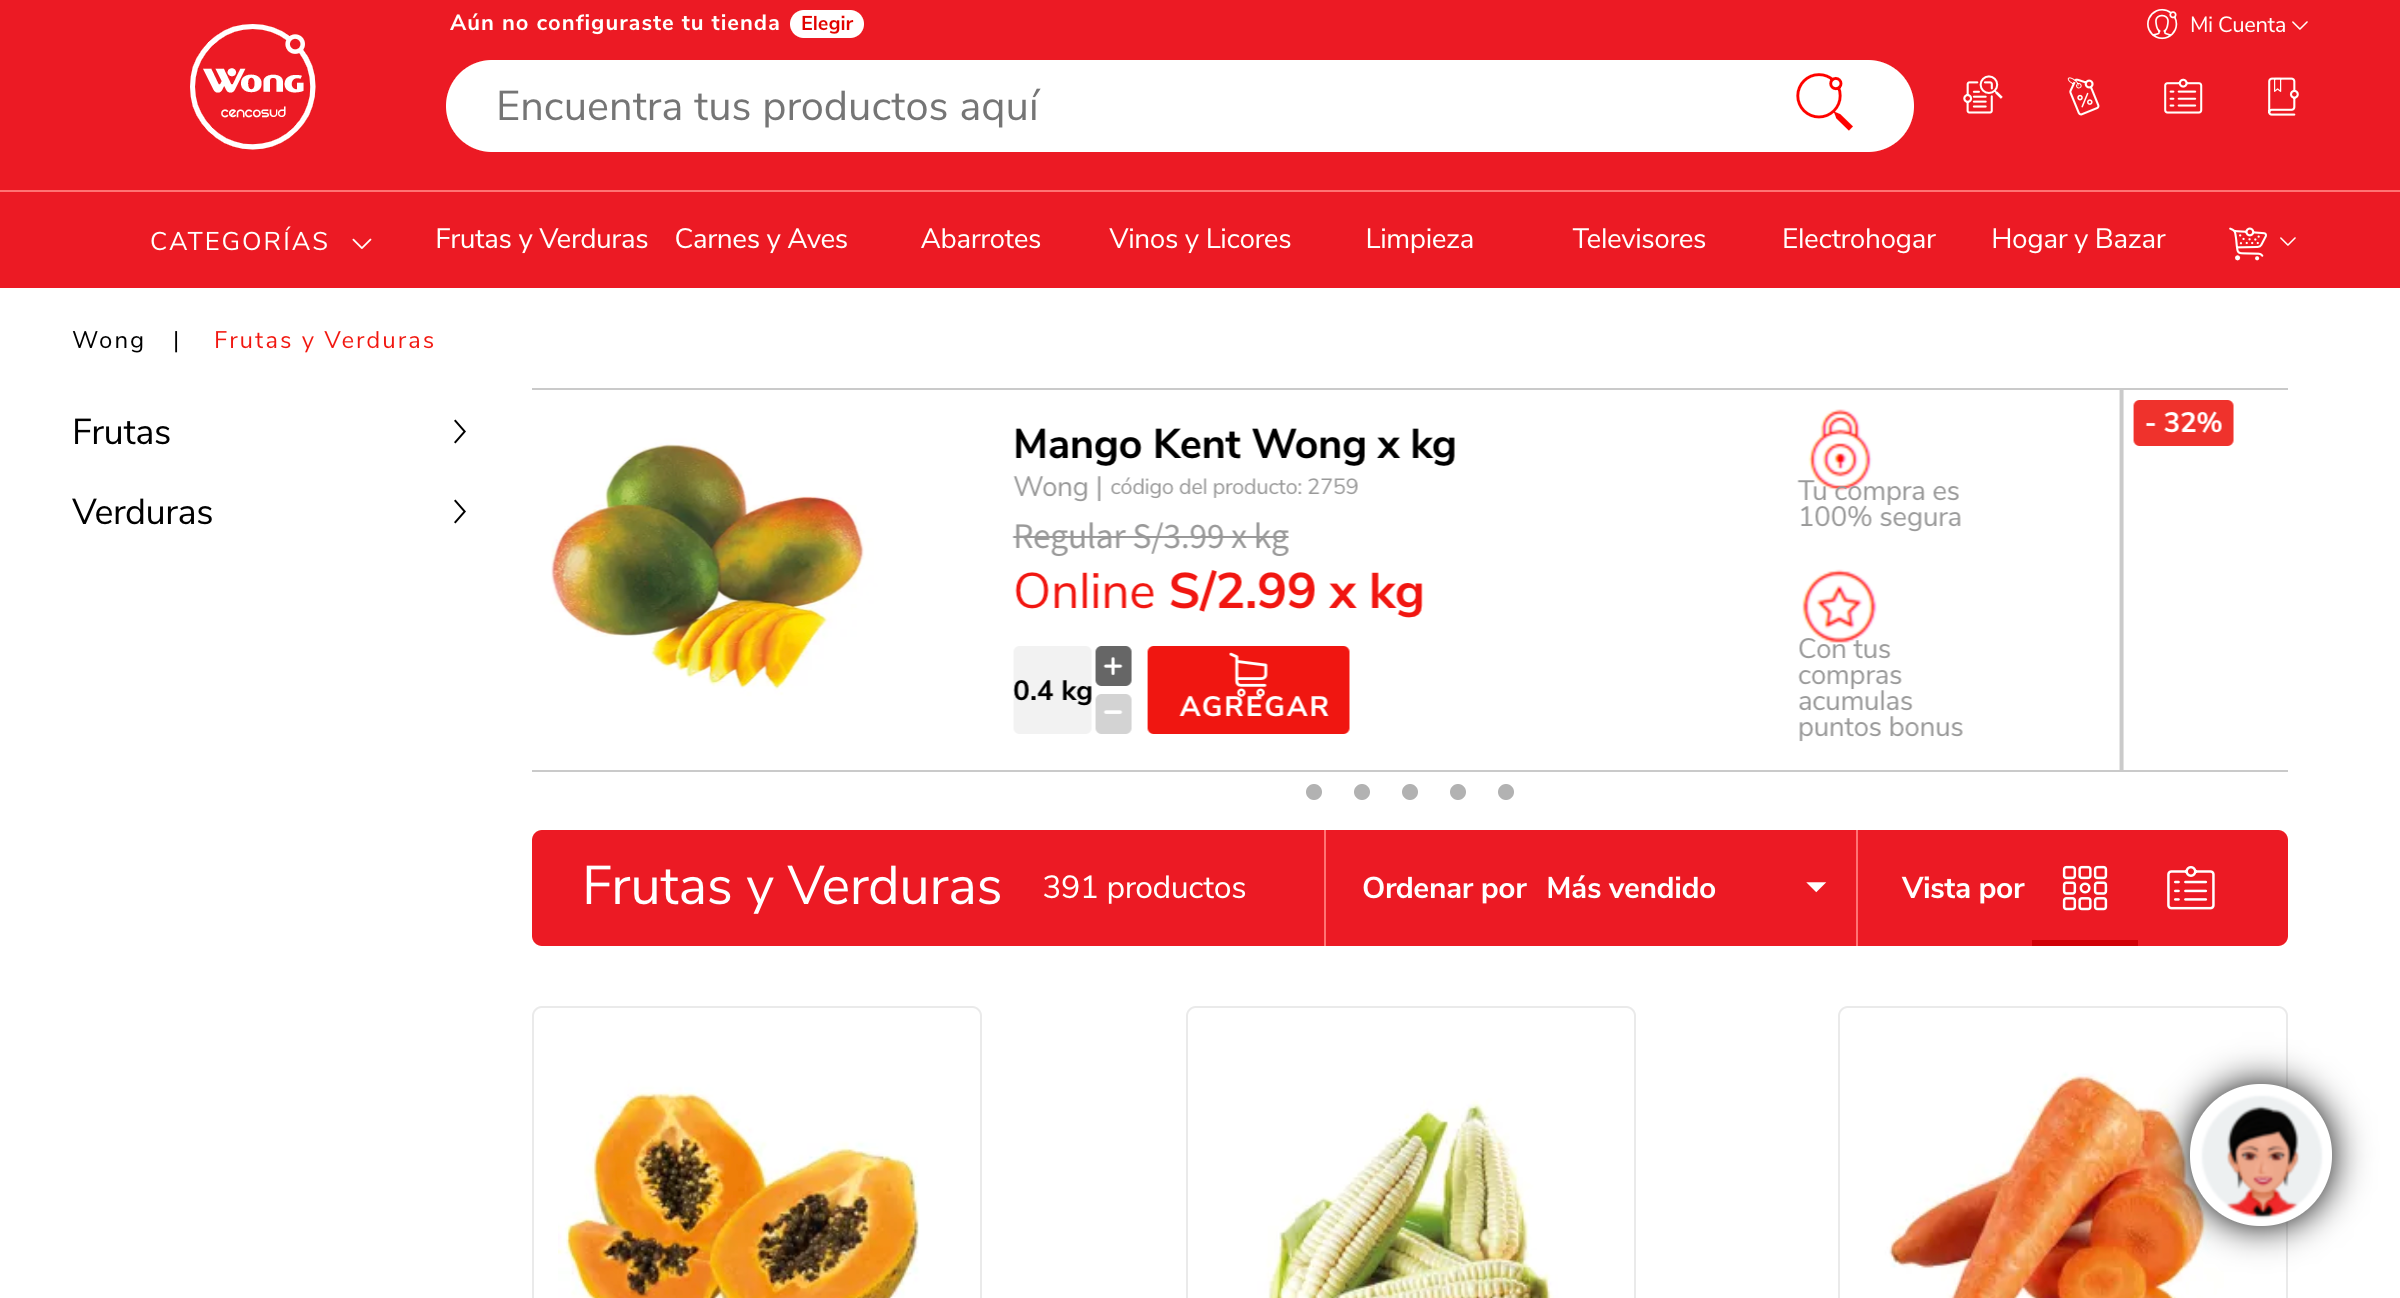 Aún no configuraste tu tienda Elegir
Mi Cuenta
Wong
cencosud
Encuentra tus productos aquí
CATEGORÍAS Frutas y Verduras Carnes y Aves Abarrotes Vinos y Licores Limpieza Televisores Electrohogar Hogar y Bazar
Wong | Frutas y Verduras
Frutas
Verduras
Mango Kent Wong x kg
Wong | código del producto: 2759
Regular S/3.99 x kg
Online S/2.99 x kg
0.4 kg + −
AGREGAR
Tu compra es
100% segura
Con tus
compras
acumulas
puntos bonus
- 32%
Frutas y Verduras 391 productos Ordenar por Más vendido Vista por